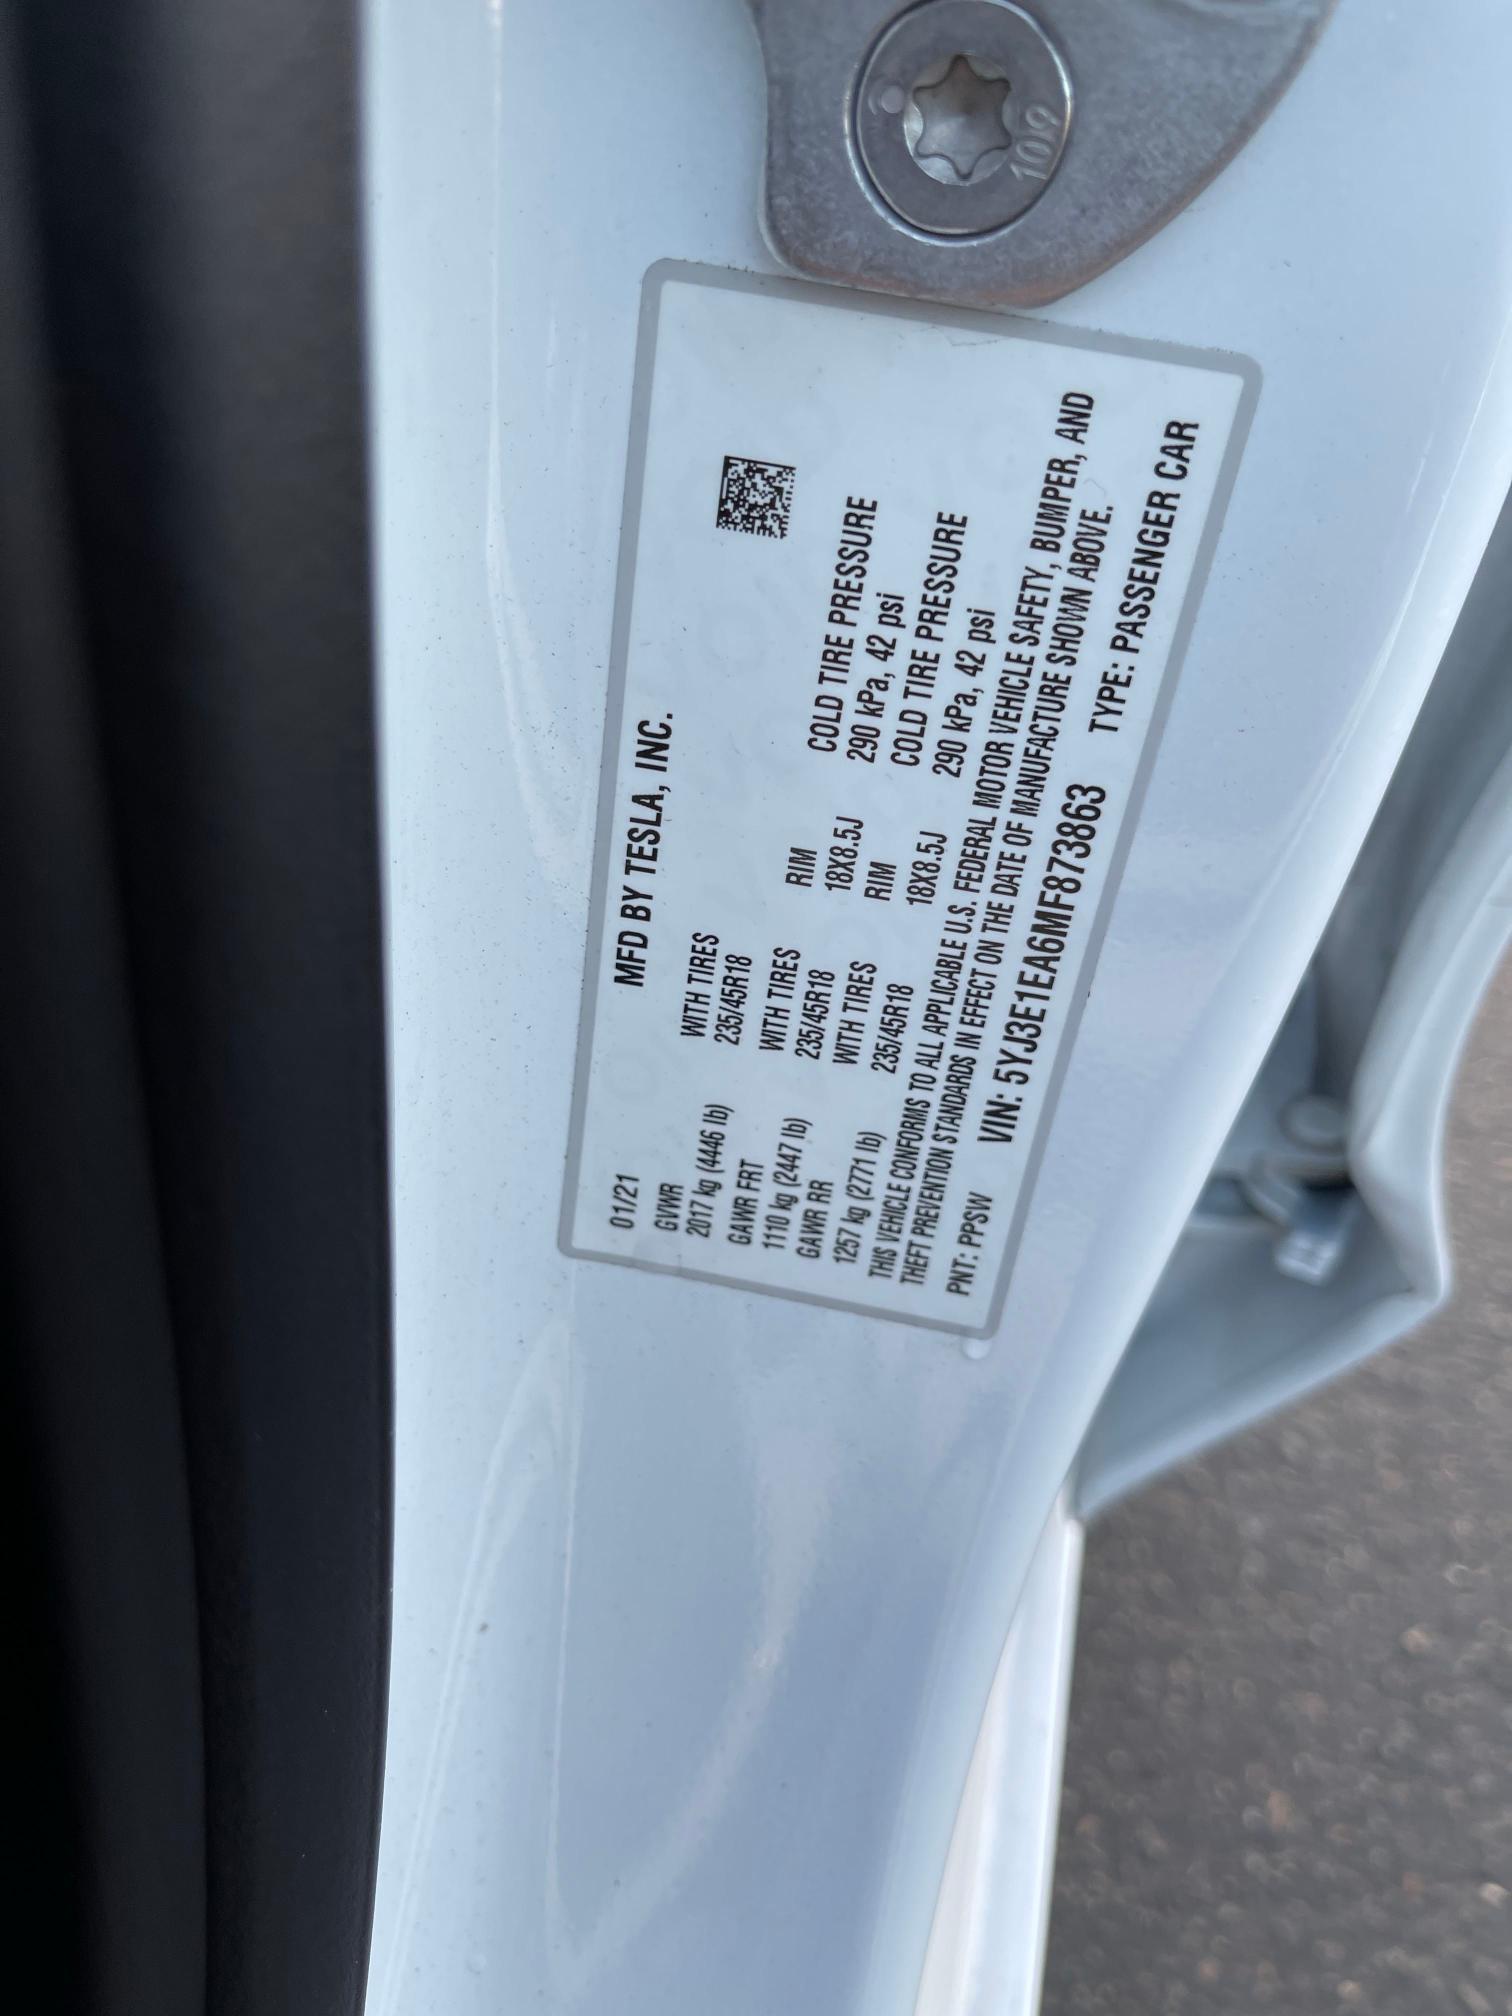 10.9
01/21
MFD BY TESLA, INC.
GVWR
WITH TIRES
2017 kg (4446 lb)
235/45R18
GAWR FRT
WITH TIRES
RIM
COLD TIRE PRESSURE
1110 kg (2447 lb)
235/45R18
18X8.5J
290 kPa, 42 psi
GAWR RR
WITH TIRES
RIM
COLD TIRE PRESSURE
1257 kg (2771 lb)
235/45R18
18X8.5J
290 kPa, 42 psi
THIS VEHICLE CONFORMS TO ALL APPLICABLE U.S. FEDERAL MOTOR VEHICLE SAFETY, BUMPER, AND
THEFT PREVENTION STANDARDS IN EFFECT ON THE DATE OF MANUFACTURE SHOWN ABOVE.
PNT: PPSW
VIN: 5YJ3E1EA6MF873863
TYPE: PASSENGER CAR